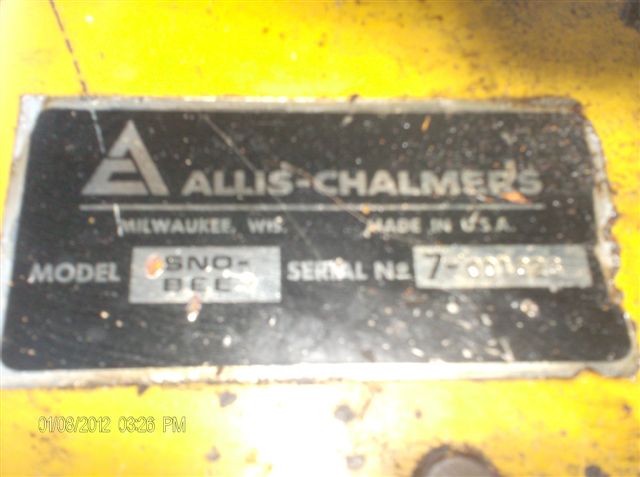 ALLIS-CHALMERS
MILWAUKEE, WIS. MADE IN U.S.A.
MODEL SNO-BEE SERIAL No 7-
01/08/2012 03:26 PM